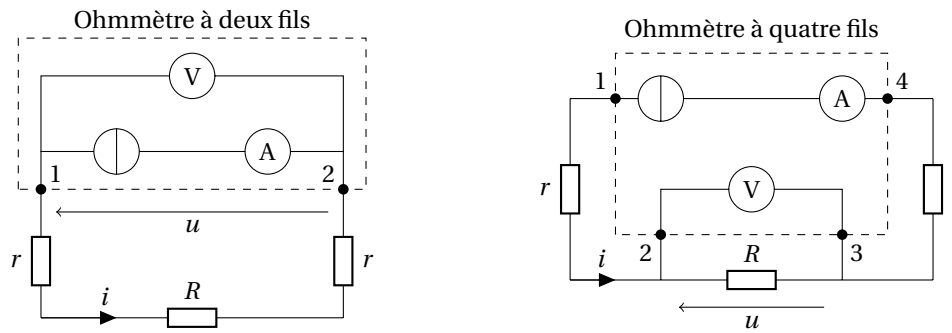 Ohmmètre à deux fils
V
A
1
2
u
r
r
i
R
Ohmmètre à quatre fils
1
4
A
V
r
2
3
R
i
u